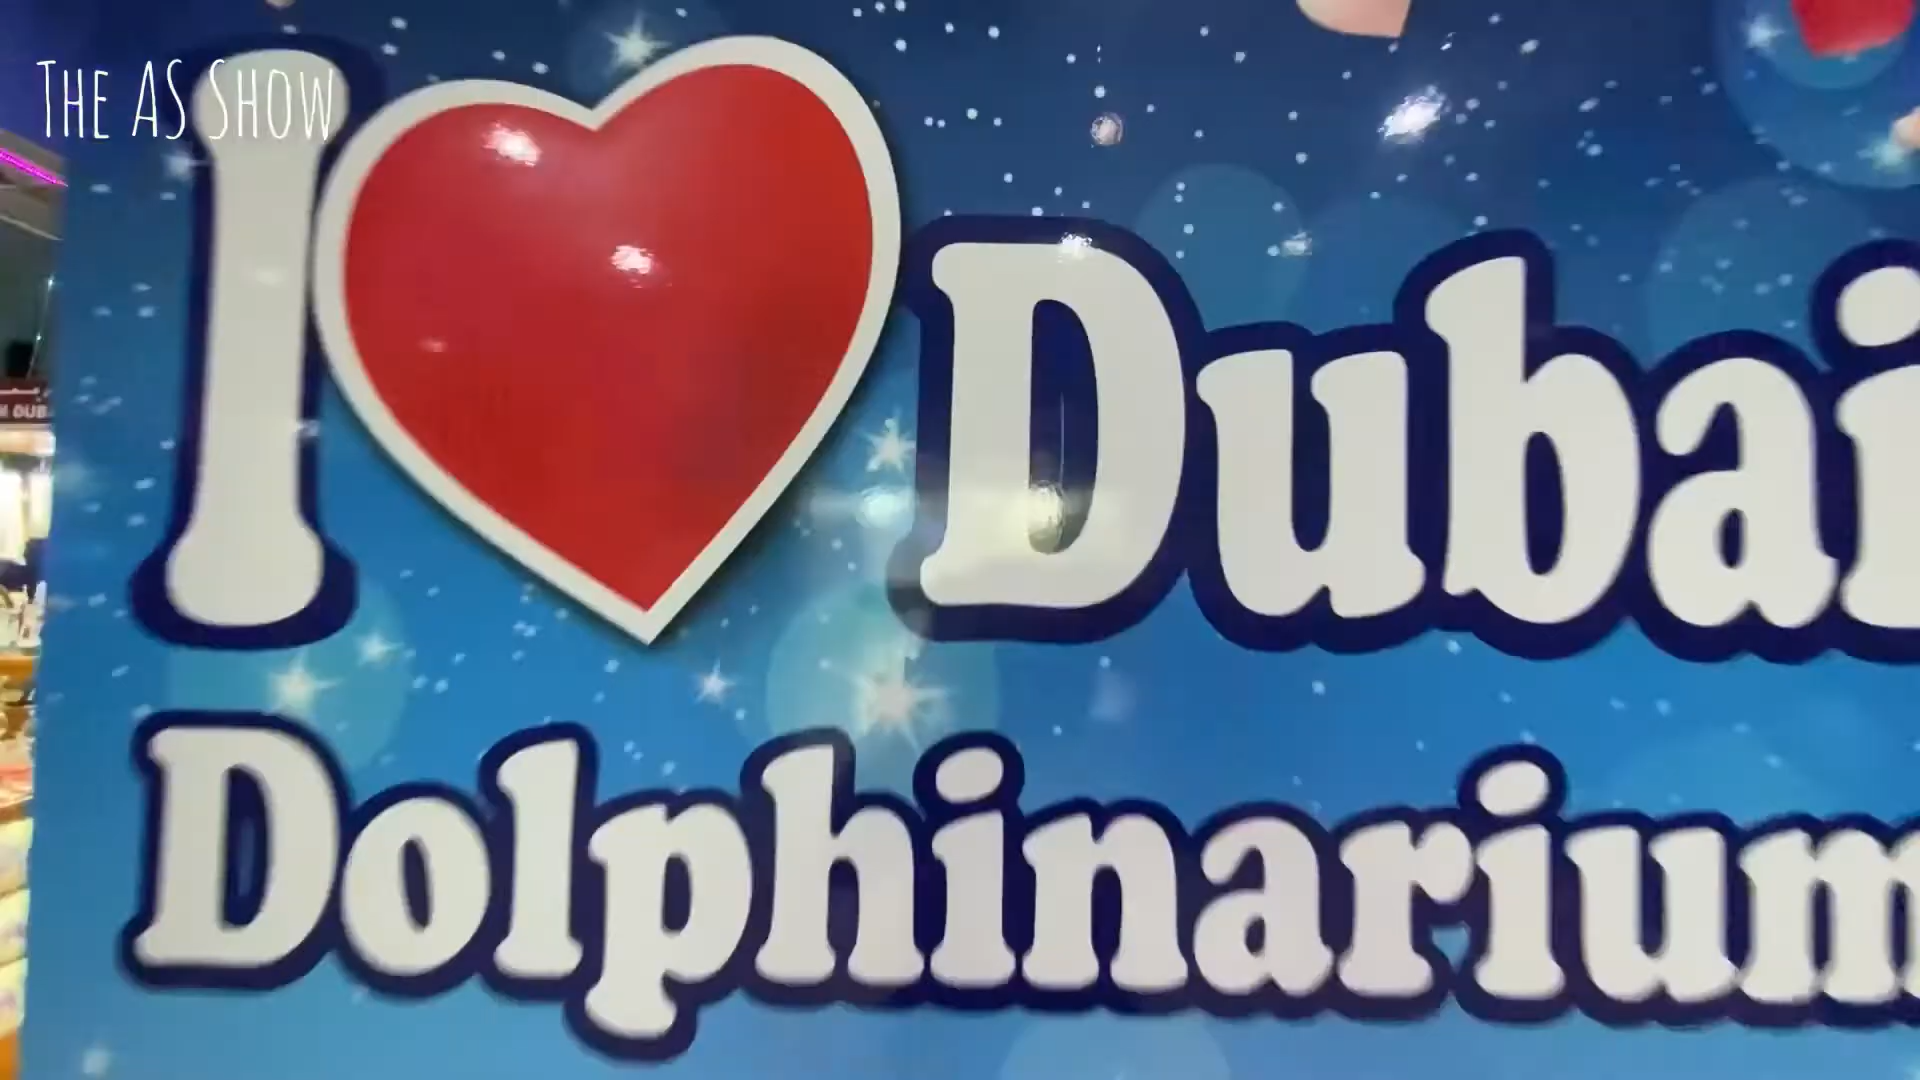 The AS Show
I ❤ Dubai
Dolphinarium